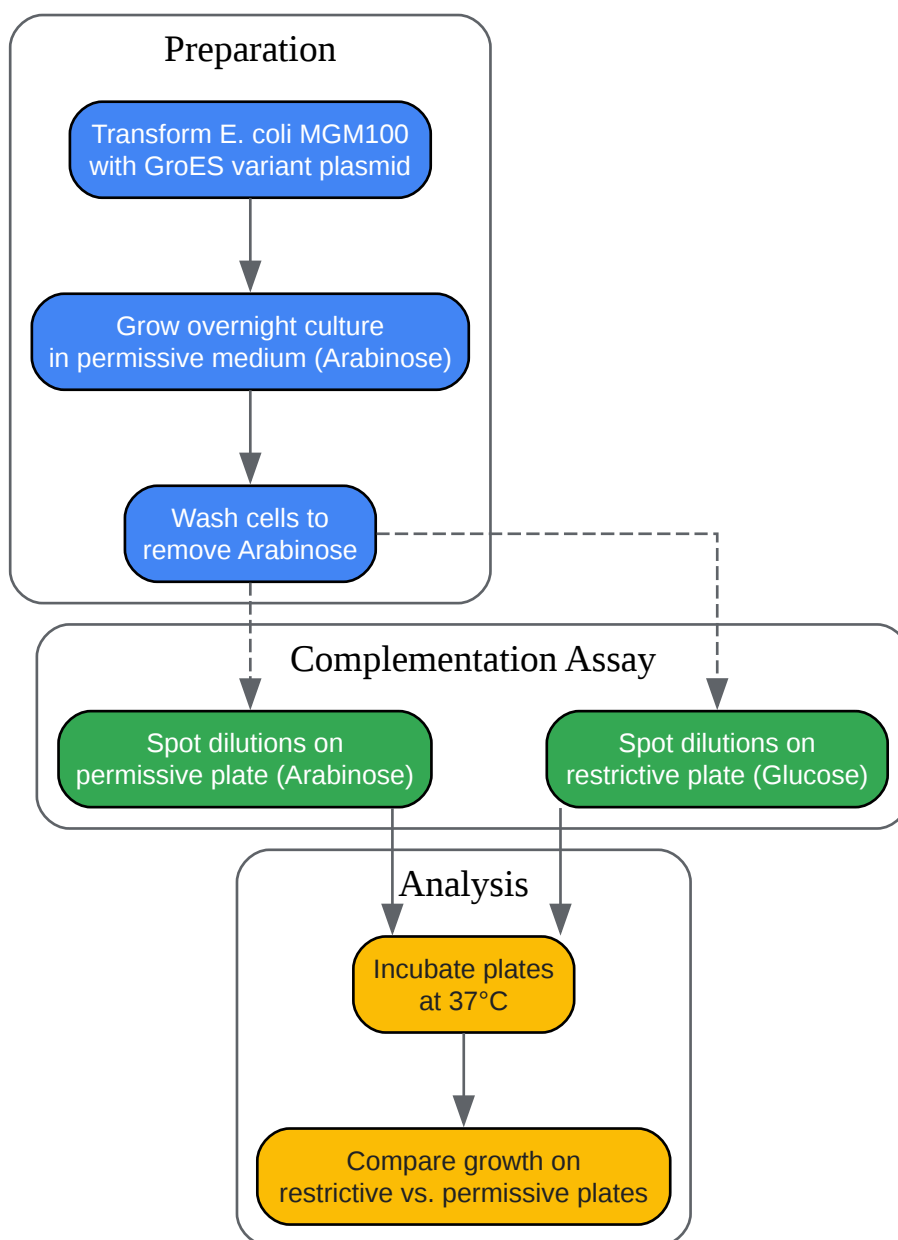 Preparation
Transform E. coli MGM100
with GroES variant plasmid
Grow overnight culture
in permissive medium (Arabinose)
Wash cells to
remove Arabinose
Complementation Assay
Spot dilutions on
permissive plate (Arabinose)
Spot dilutions on
restrictive plate (Glucose)
Analysis
Incubate plates
at 37°C
Compare growth on
restrictive vs. permissive plates